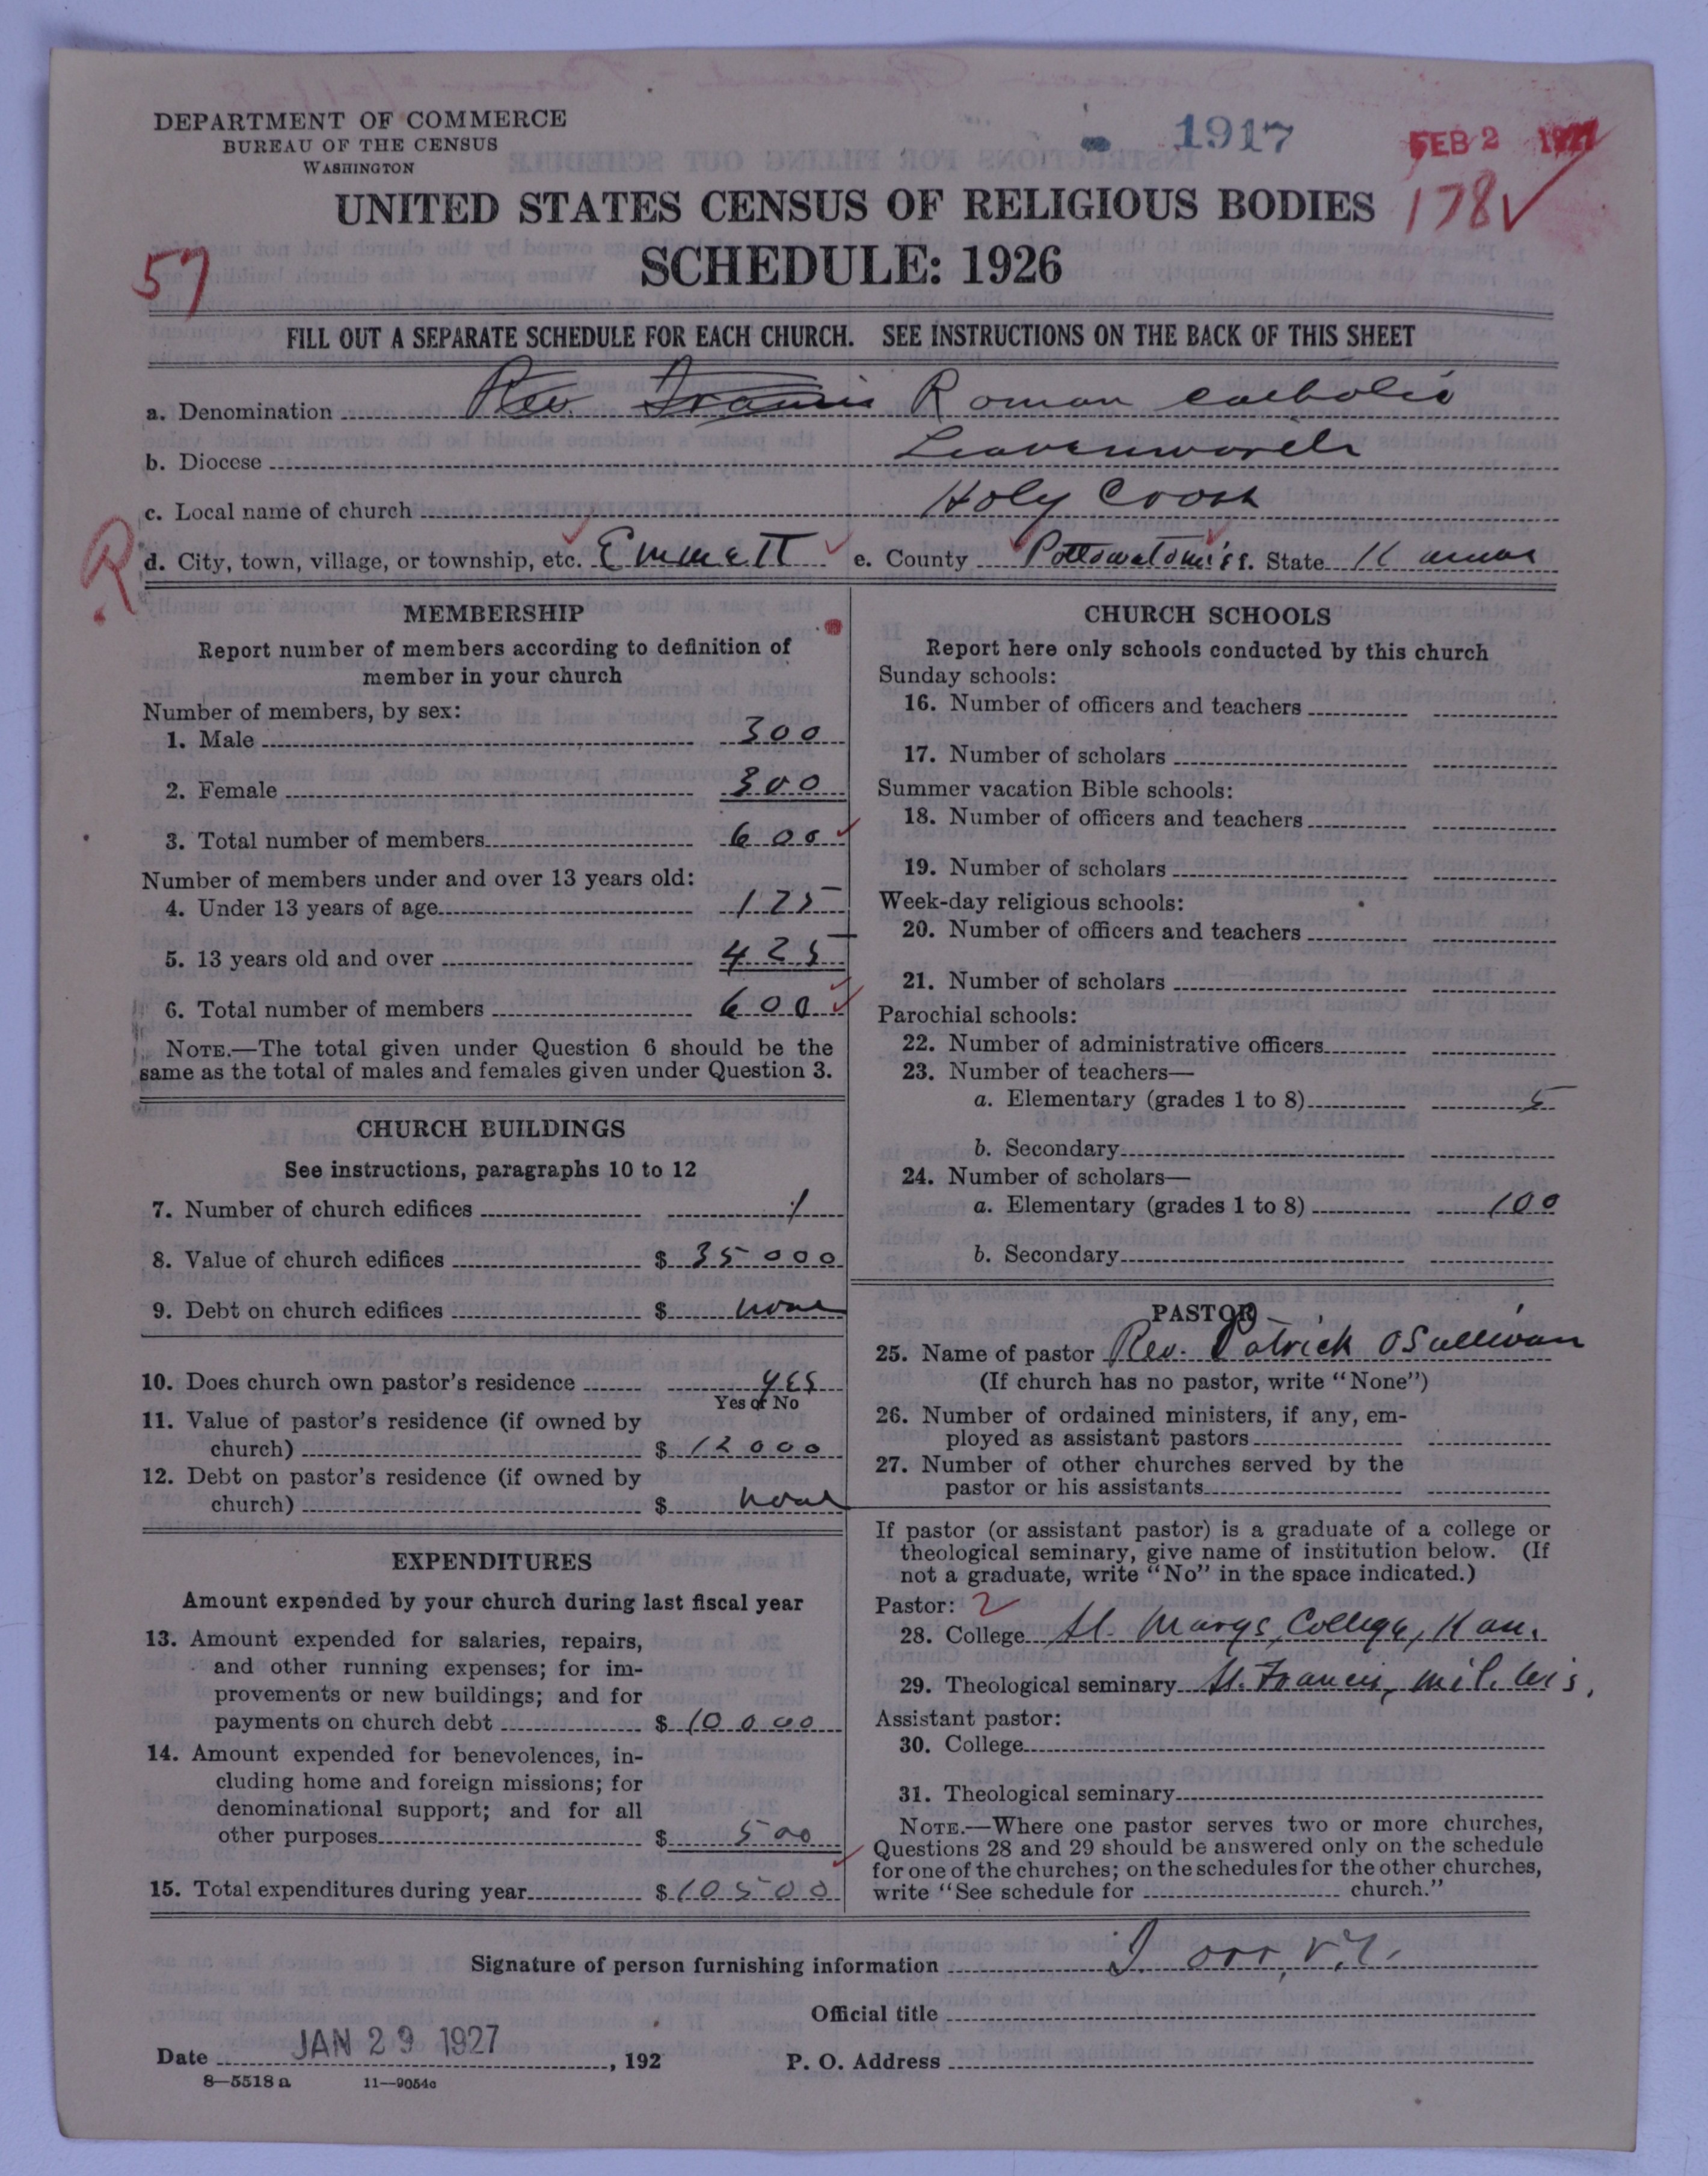 DEPARTMENT OF COMMERCE
BUREAU OF THE CENSUS
WASHINGTON
1917
FEB 2 1927
178✓
UNITED STATES CENSUS OF RELIGIOUS BODIES
SCHEDULE: 1926
57
FILL OUT A SEPARATE SCHEDULE FOR EACH CHURCH. SEE INSTRUCTIONS ON THE BACK OF THIS SHEET
a. Denomination Rev. Francis Roman Catholic
b. Diocese Leavenworth
c. Local name of church Holy Cross
R
d. City, town, village, or township, etc. Emmett e. County Pottowatomie f. State Kansas
MEMBERSHIP
Report number of members according to definition of
member in your church
Number of members, by sex:
1. Male 300
2. Female 300
3. Total number of members 600
Number of members under and over 13 years old:
4. Under 13 years of age 125
5. 13 years old and over 425
6. Total number of members 600
NOTE.—The total given under Question 6 should be the
same as the total of males and females given under Question 3.
CHURCH BUILDINGS
See instructions, paragraphs 10 to 12
7. Number of church edifices 1
8. Value of church edifices $ 35000
9. Debt on church edifices $ none
10. Does church own pastor's residence yes
Yes or No
11. Value of pastor's residence (if owned by
church) $ 12000
12. Debt on pastor's residence (if owned by
church) $ none
EXPENDITURES
Amount expended by your church during last fiscal year
13. Amount expended for salaries, repairs,
and other running expenses; for im-
provements or new buildings; and for
payments on church debt $ 10000
14. Amount expended for benevolences, in-
cluding home and foreign missions; for
denominational support; and for all
other purposes $ 500
15. Total expenditures during year $ 10500
CHURCH SCHOOLS
Report here only schools conducted by this church
Sunday schools:
16. Number of officers and teachers
17. Number of scholars
Summer vacation Bible schools:
18. Number of officers and teachers
19. Number of scholars
Week-day religious schools:
20. Number of officers and teachers
21. Number of scholars
Parochial schools:
22. Number of administrative officers
23. Number of teachers—
a. Elementary (grades 1 to 8) 5
b. Secondary
24. Number of scholars—
a. Elementary (grades 1 to 8) 100
b. Secondary
PASTOR
25. Name of pastor Rev. Patrick O'Sullivan
(If church has no pastor, write "None")
26. Number of ordained ministers, if any, em-
ployed as assistant pastors
27. Number of other churches served by the
pastor or his assistants
If pastor (or assistant pastor) is a graduate of a college or
theological seminary, give name of institution below. (If
not a graduate, write "No" in the space indicated.)
Pastor: 2
28. College St. Marys College, Kan.
29. Theological seminary St. Francis, Mil. Wis.
Assistant pastor:
30. College
31. Theological seminary
NOTE.—Where one pastor serves two or more churches,
Questions 28 and 29 should be answered only on the schedule
for one of the churches; on the schedules for the other churches,
write "See schedule for church."
Signature of person furnishing information
Official title
Date JAN 29 1927, 192
P. O. Address
8—5518 a 11—9054c